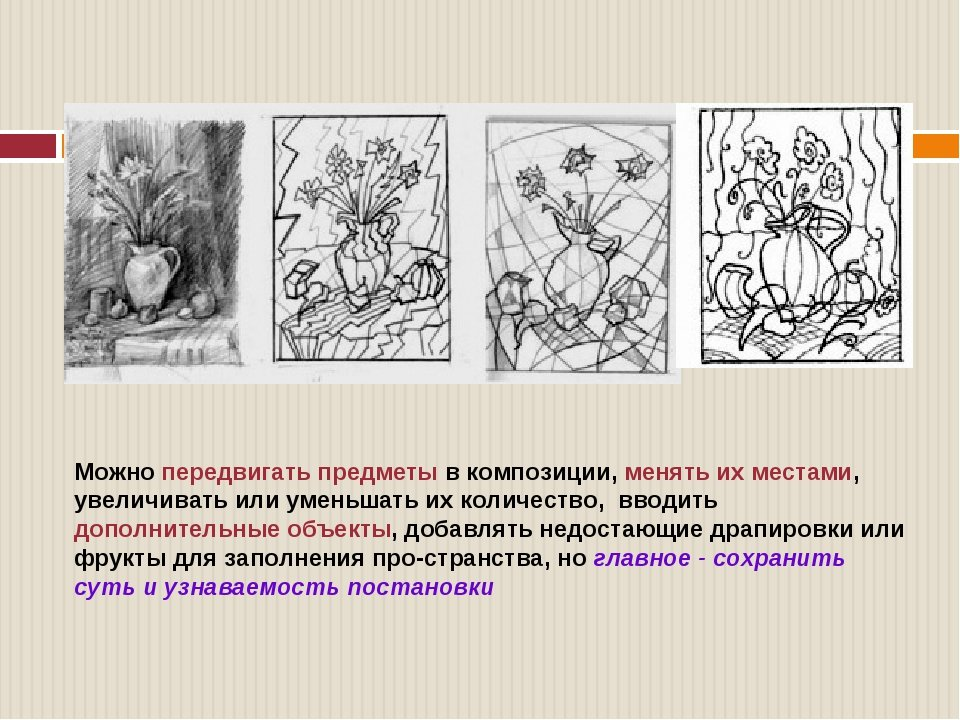 Можно передвигать предметы в композиции, менять их местами,
увеличивать или уменьшать их количество,  вводить
дополнительные объекты, добавлять недостающие драпировки или
фрукты для заполнения про-странства, но главное - сохранить
суть и узнаваемость постановки